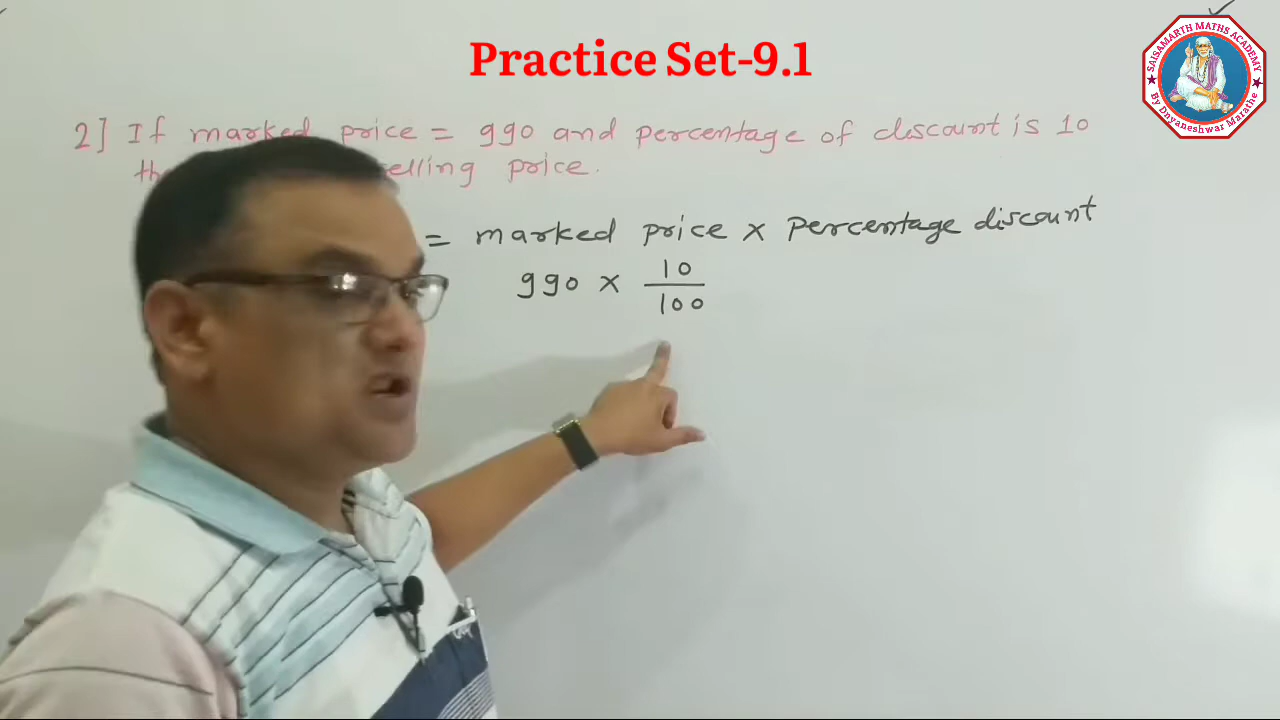 Practice Set-9.1
SAISAMARTH MATHS ACADEMY
By Dnyaneshwar Marathe
2] If marked price = 990 and percentage of discount is 10
elling price.
= marked price × Percentage discount
990 × 10
100